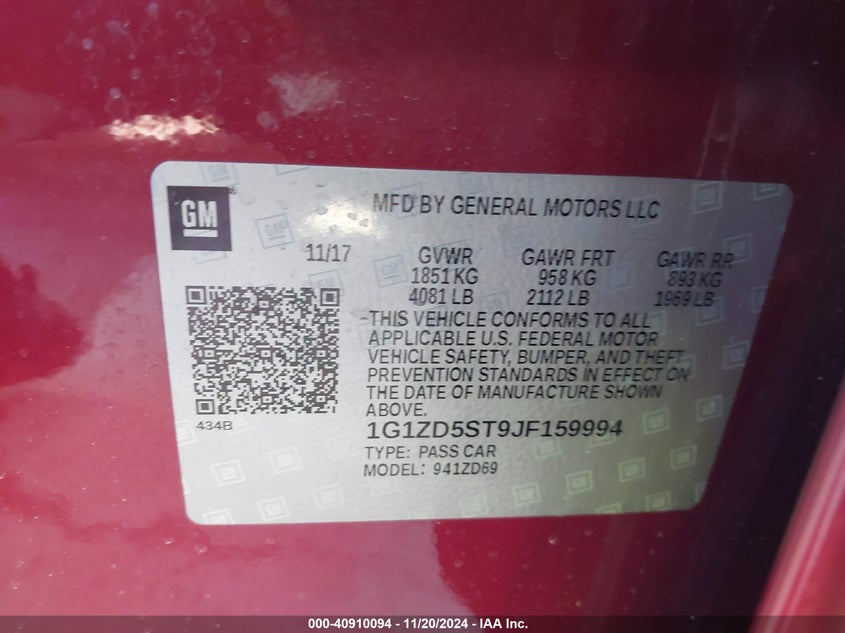 GM®
MFD BY GENERAL MOTORS LLC
11/17 GVWR GAWR FRT GAWR RR
1851 KG 958 KG 893 KG
4081 LB 2112 LB 1969 LB
THIS VEHICLE CONFORMS TO ALL
APPLICABLE U.S. FEDERAL MOTOR
VEHICLE SAFETY, BUMPER, AND THEFT
PREVENTION STANDARDS IN EFFECT ON
THE DATE OF MANUFACTURE SHOWN
ABOVE.
434B
1G1ZD5ST9JF159994
TYPE: PASS CAR
MODEL: 941ZD69
000-40910094 - 11/20/2024 - IAA Inc.